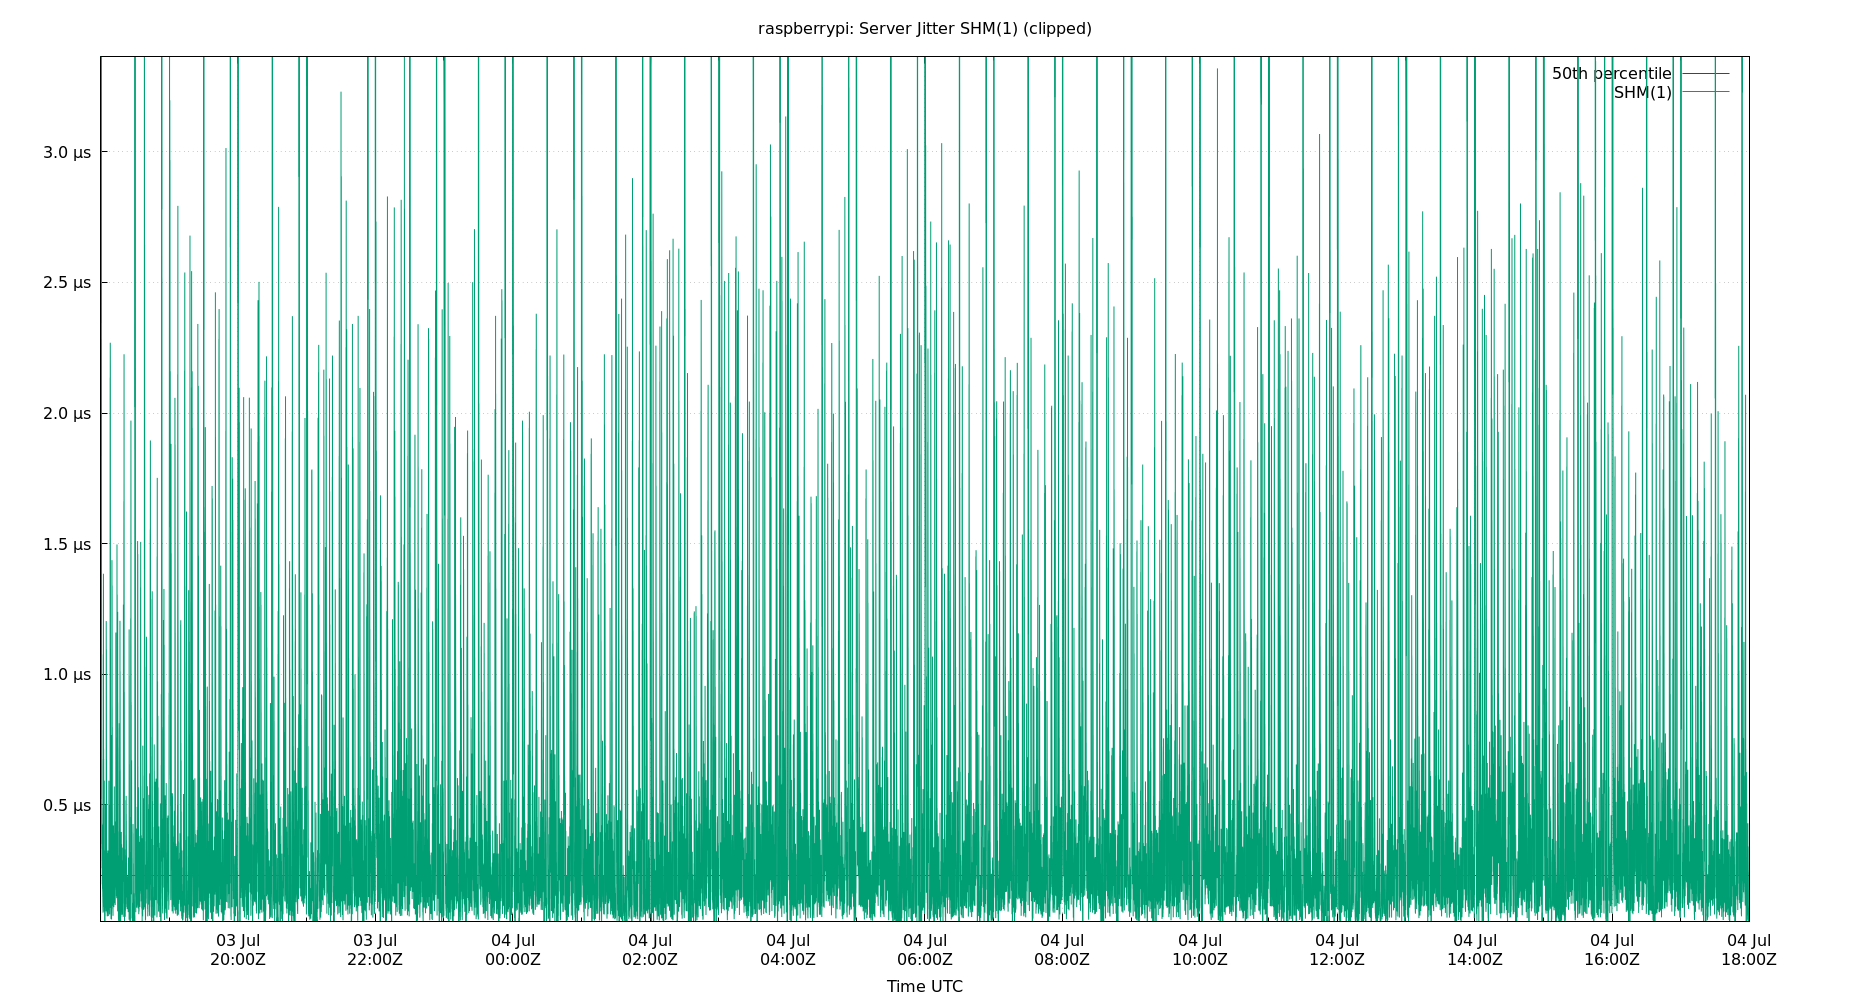 raspberrypi: Server Jitter SHM(1) (clipped)
50th percentile
SHM(1)
3.0 µs
2.5 µs
2.0 µs
1.5 µs
1.0 µs
0.5 µs
03 Jul 03 Jul 04 Jul 04 Jul 04 Jul 04 Jul 04 Jul 04 Jul 04 Jul 04 Jul 04 Jul 04 Jul
20:00Z 22:00Z 00:00Z 02:00Z 04:00Z 06:00Z 08:00Z 10:00Z 12:00Z 14:00Z 16:00Z 18:00Z
Time UTC